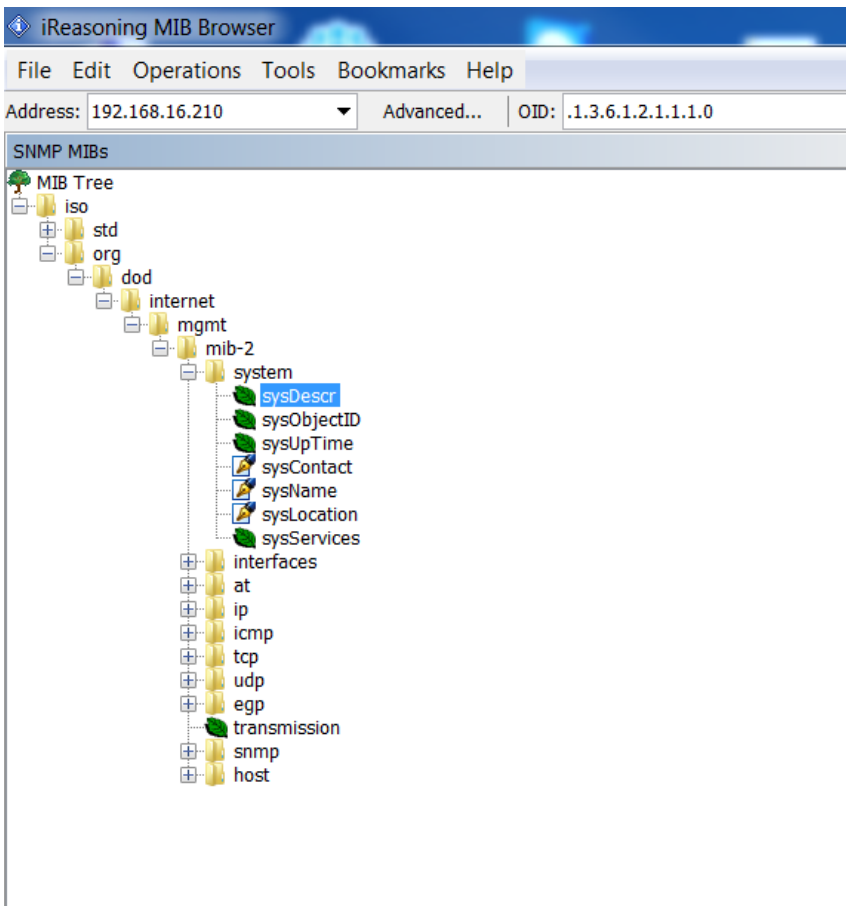 iReasoning MIB Browser
File Edit Operations Tools Bookmarks Help
Address: 192.168.16.210 Advanced... OID: .1.3.6.1.2.1.1.1.0
SNMP MIBs
MIB Tree
iso
std
org
dod
internet
mgmt
mib-2
system
sysDescr
sysObjectID
sysUpTime
sysContact
sysName
sysLocation
sysServices
interfaces
at
ip
icmp
tcp
udp
egp
transmission
snmp
host